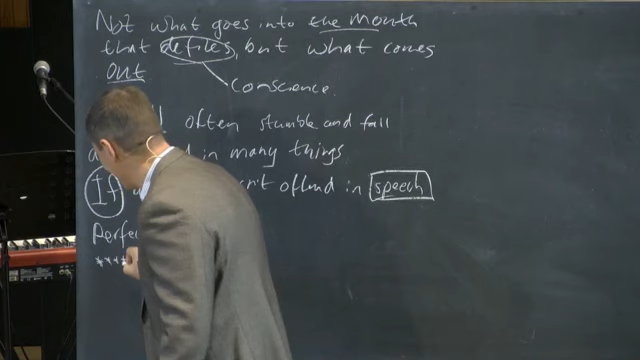 Not what goes into the mouth
that defiles, but what comes
out
conscience.
often stumble and fall
in many things
If offend in speech
Perfec
****